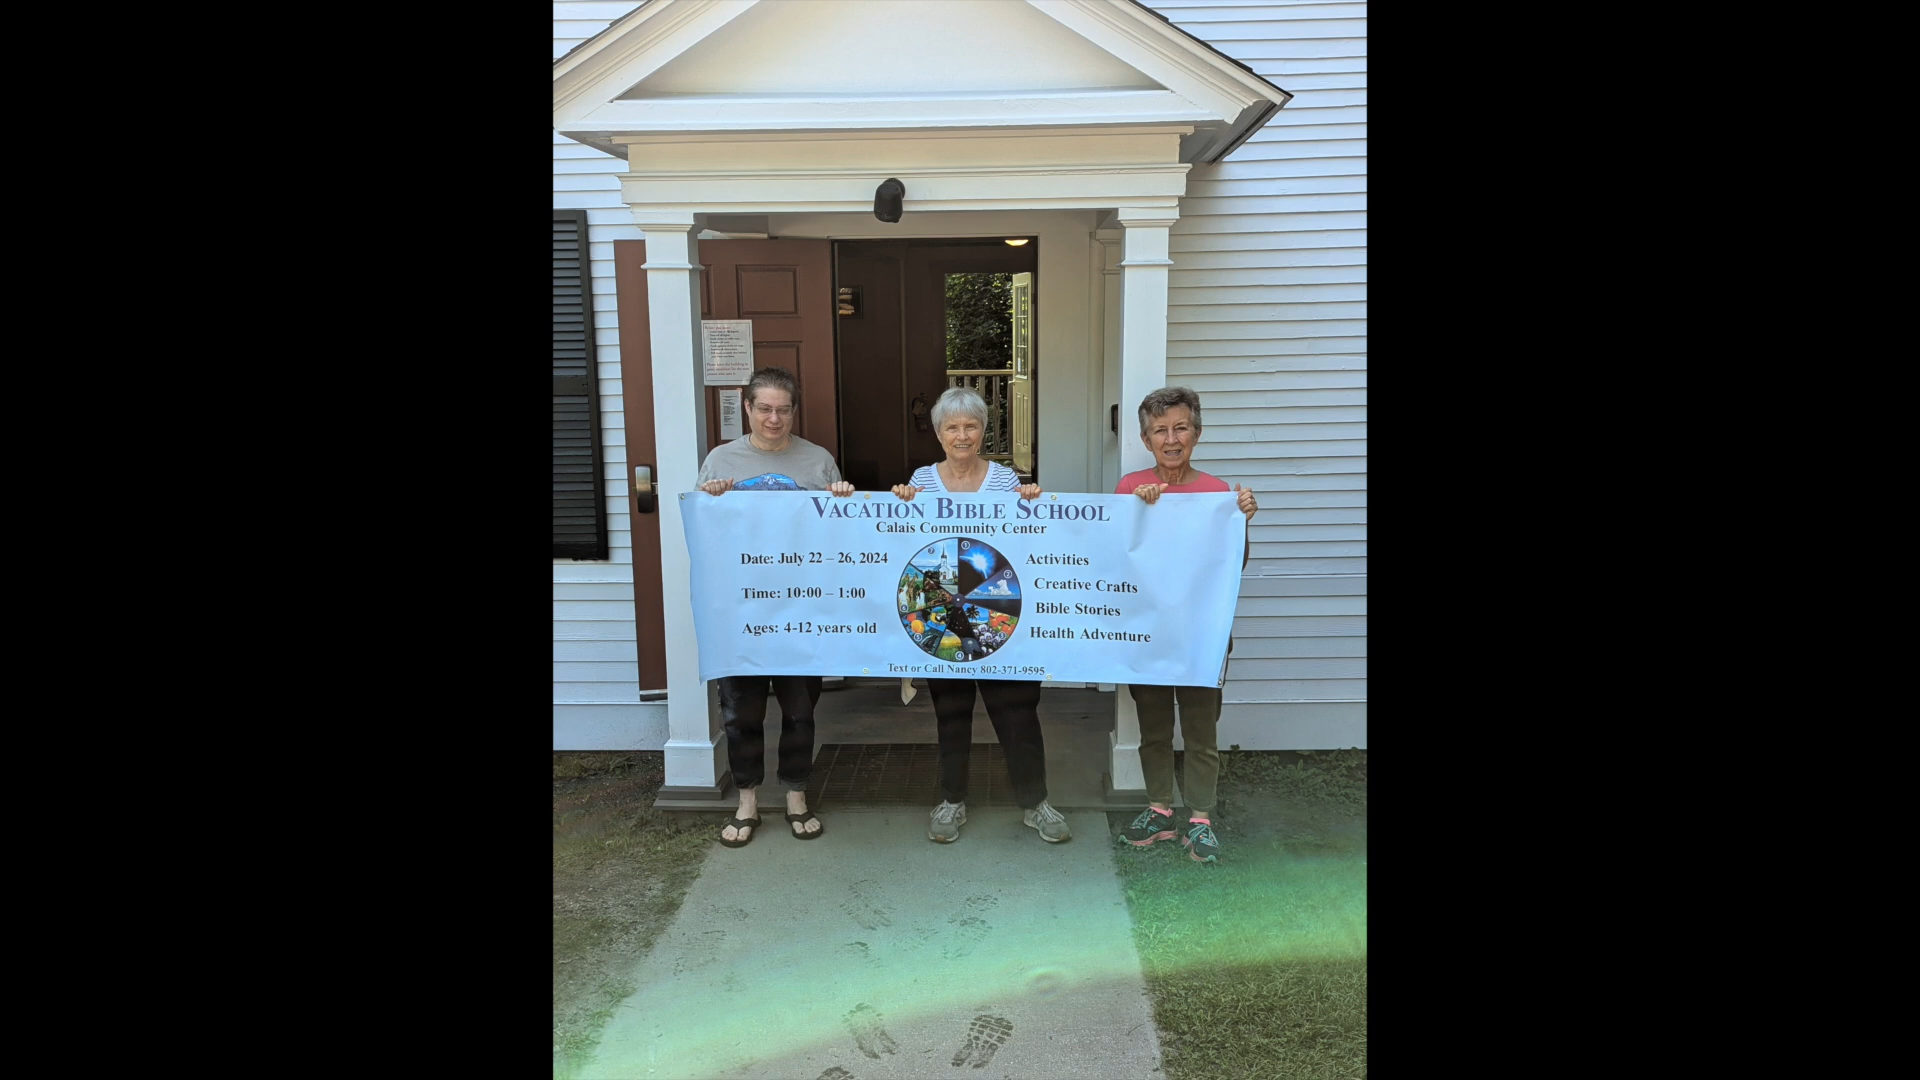 VACATION BIBLE SCHOOL
Calais Community Center
Date: July 22 – 26, 2024
Time: 10:00 – 1:00
Ages: 4-12 years old
Activities
Creative Crafts
Bible Stories
Health Adventure
Text or Call Nancy 802-371-9595